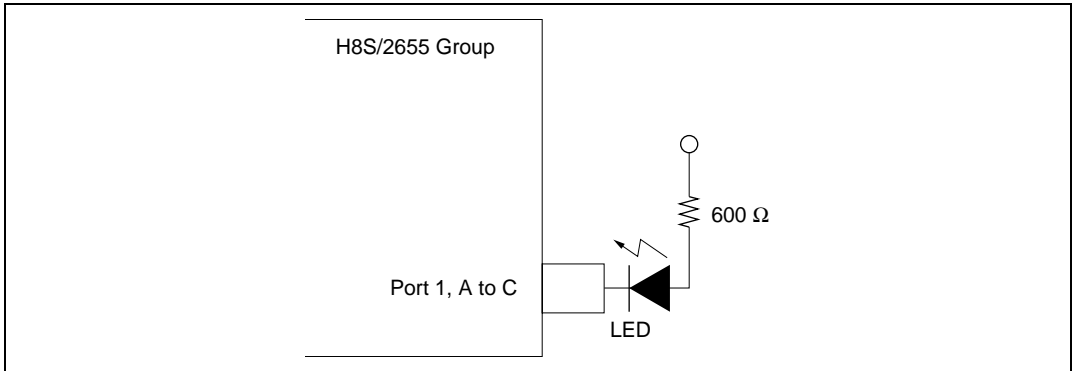 H8S/2655 Group
600 Ω
Port 1, A to C
LED